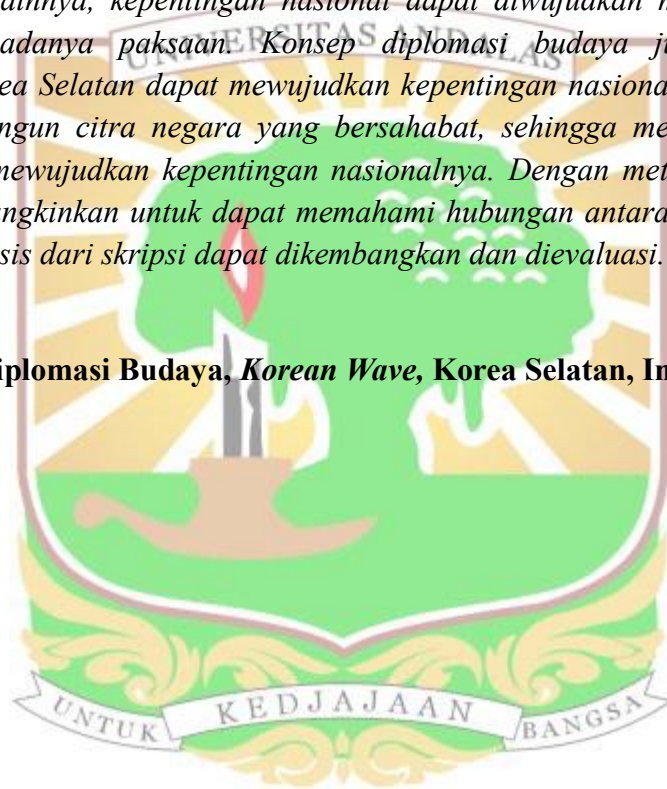 ainnya, kepentingan nasional dapat diwujudkan
adanya paksaan. Konsep diplomasi budaya
UNIVERSITAS ANDALAS
ea Selatan dapat mewujudkan kepentingan nasiona
ngun citra negara yang bersahabat, sehingga me
mewujudkan kepentingan nasionalnya. Dengan met
ngkinkan untuk dapat memahami hubungan antara
sis dari skripsi dapat dikembangkan dan dievaluasi.
iplomasi Budaya, Korean Wave, Korea Selatan, In
UNTUK KEDJAJAAN BANGSA